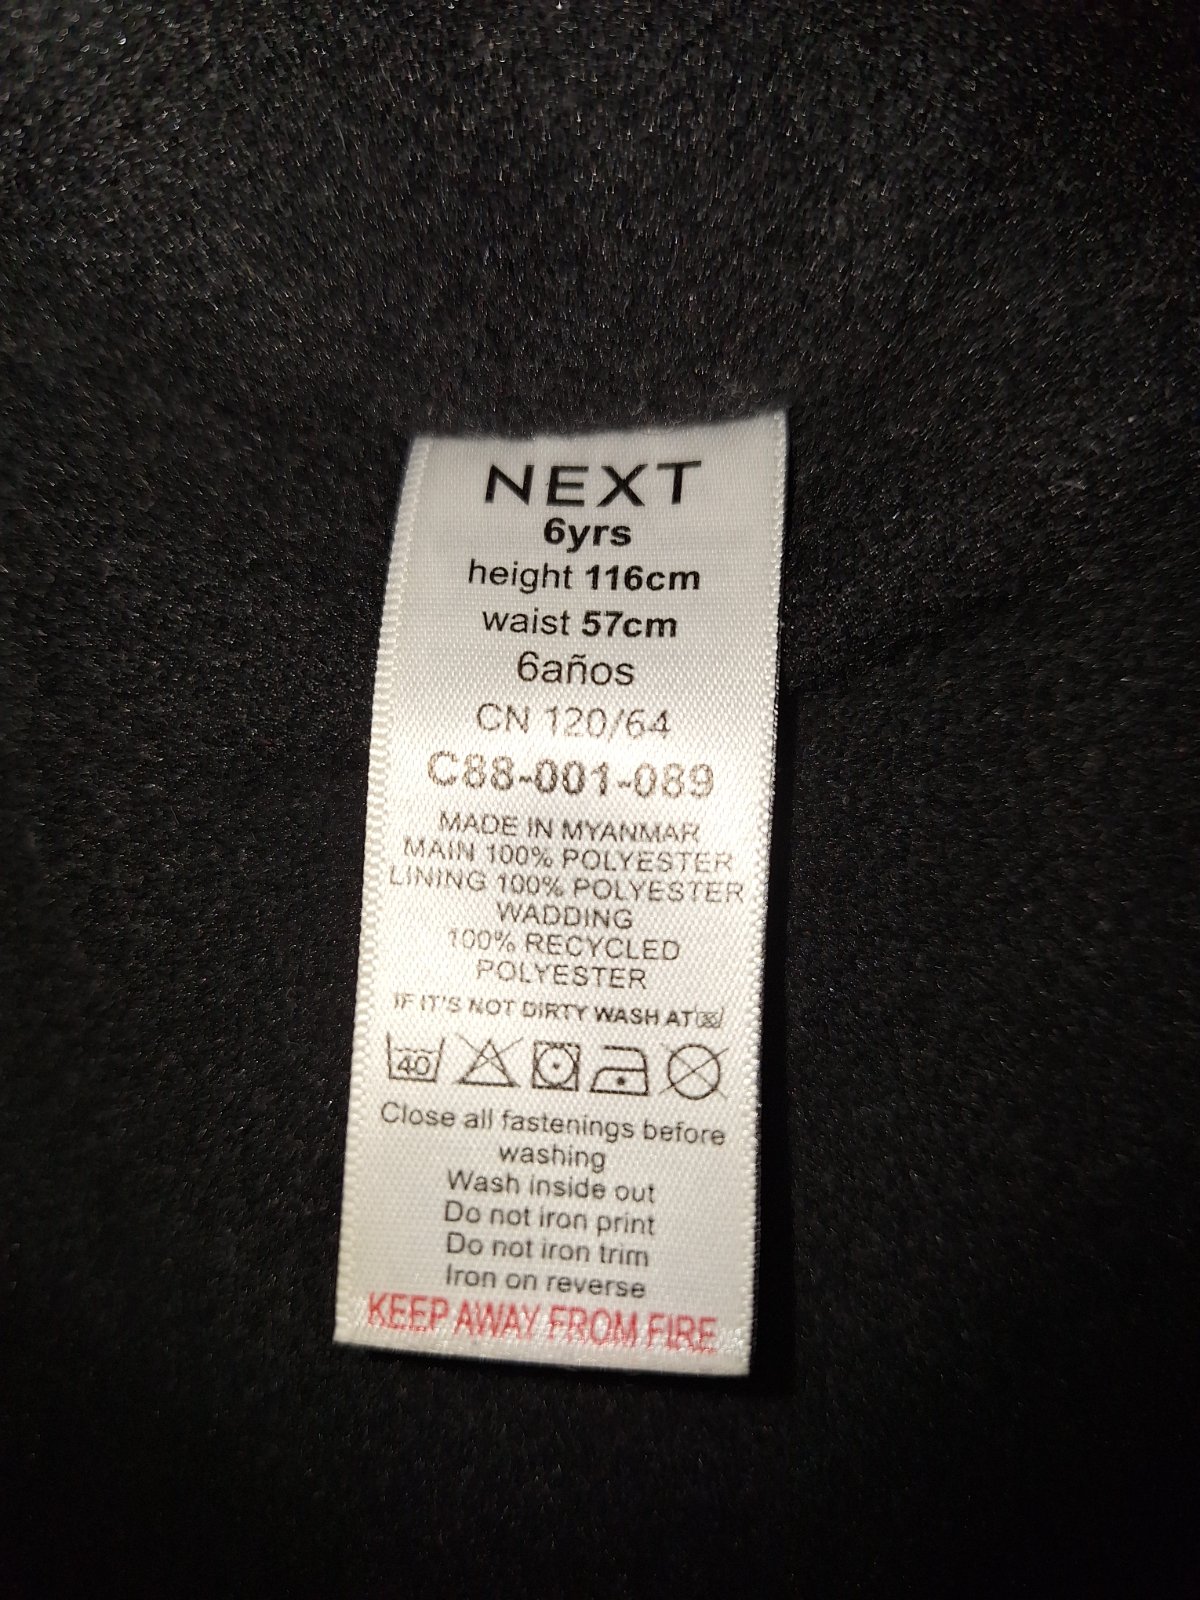 NEXT
6yrs
height 116cm
waist 57cm
6años
CN 120/64
C88-001-089
MADE IN MYANMAR
MAIN 100% POLYESTER
LINING 100% POLYESTER
WADDING
100% RECYCLED
POLYESTER
IF IT'S NOT DIRTY WASH AT
40
Close all fastenings before
washing
Wash inside out
Do not iron print
Do not iron trim
Iron on reverse
KEEP AWAY FROM FIRE